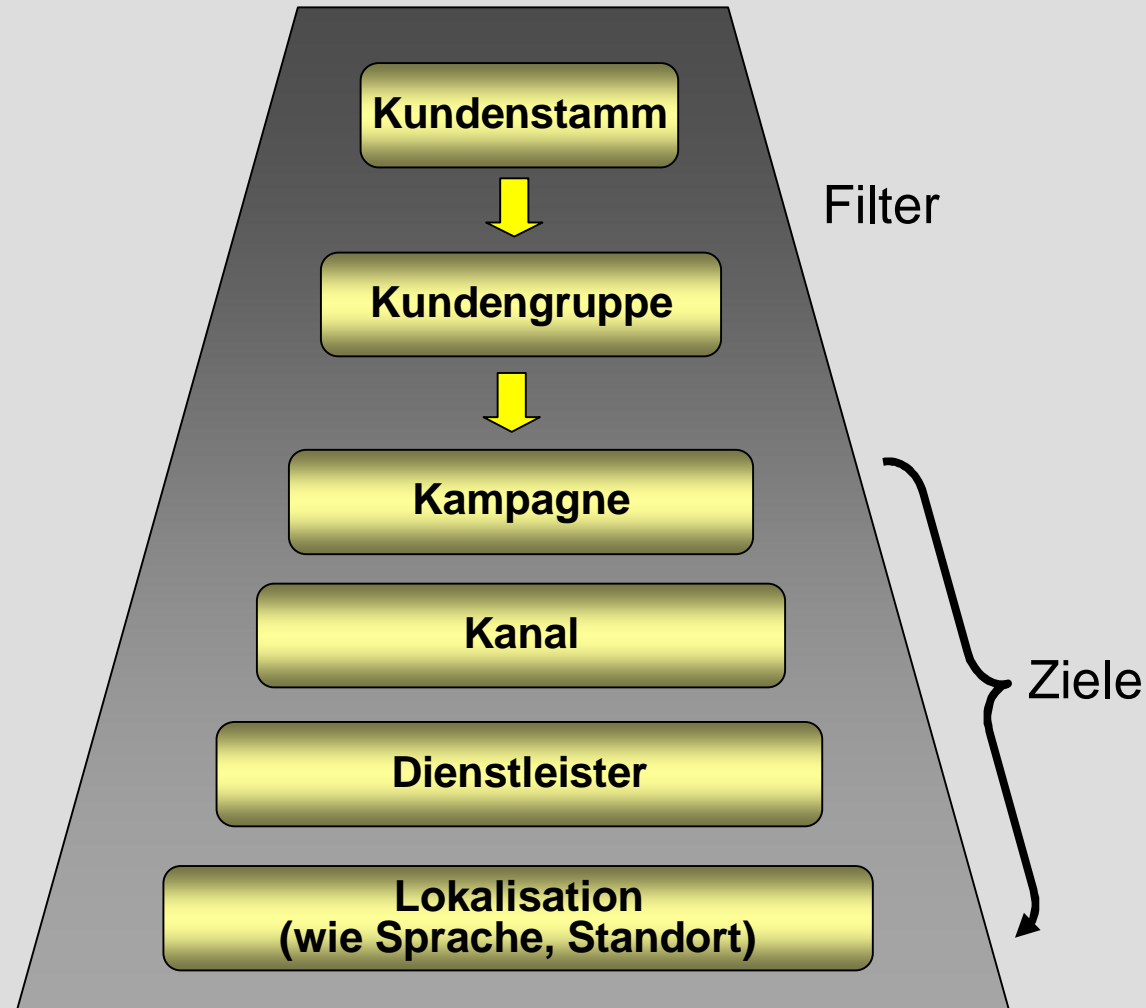 Kundenstamm
Filter
Kundengruppe
Kampagne
Kanal
Ziele
Dienstleister
Lokalisation
(wie Sprache, Standort)